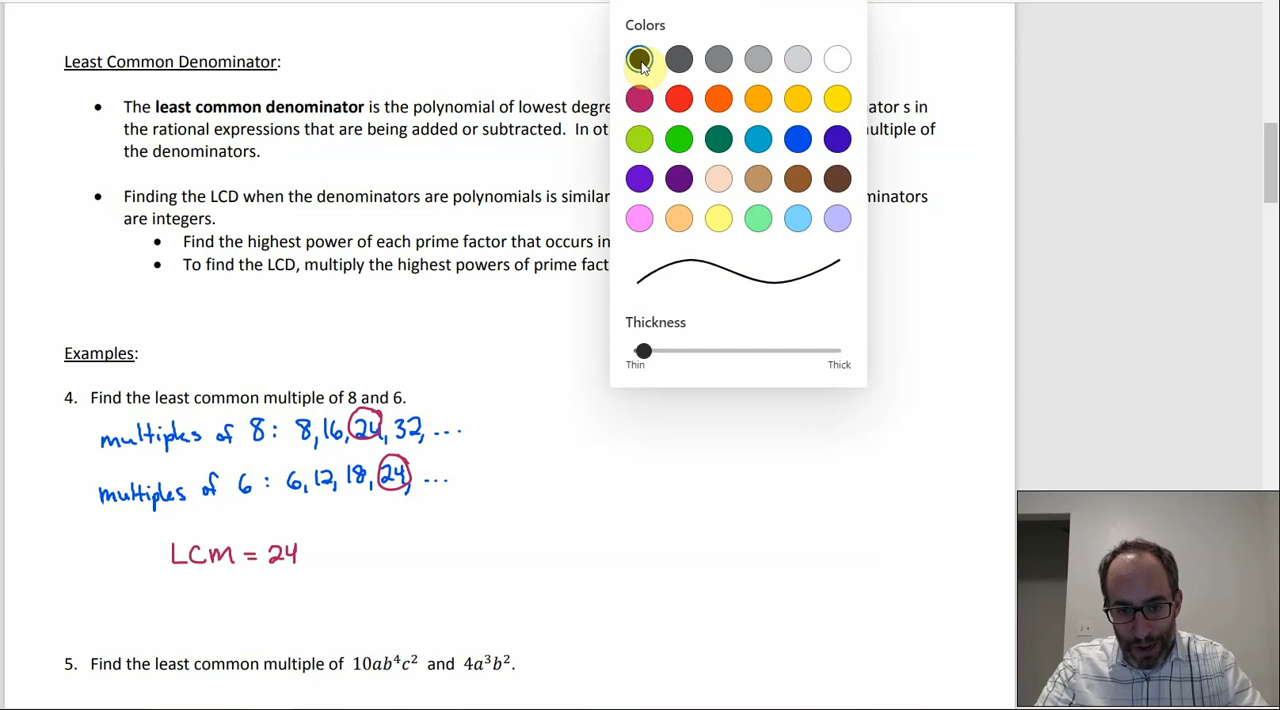 Colors
Least Common Denominator:
• The least common denominator is the polynomial of lowest degre ator s in
the rational expressions that are being added or subtracted. In ot ultiple of
the denominators.
• Finding the LCD when the denominators are polynomials is similar minators
are integers.
• Find the highest power of each prime factor that occurs in
• To find the LCD, multiply the highest powers of prime fact
Thickness
Thin Thick
Examples:
4. Find the least common multiple of 8 and 6.
multiples of 8 : 8, 16, 24, 32, ...
multiples of 6 : 6, 12, 18, 24, ...
LCM = 24
5. Find the least common multiple of 10ab⁴c² and 4a³b².